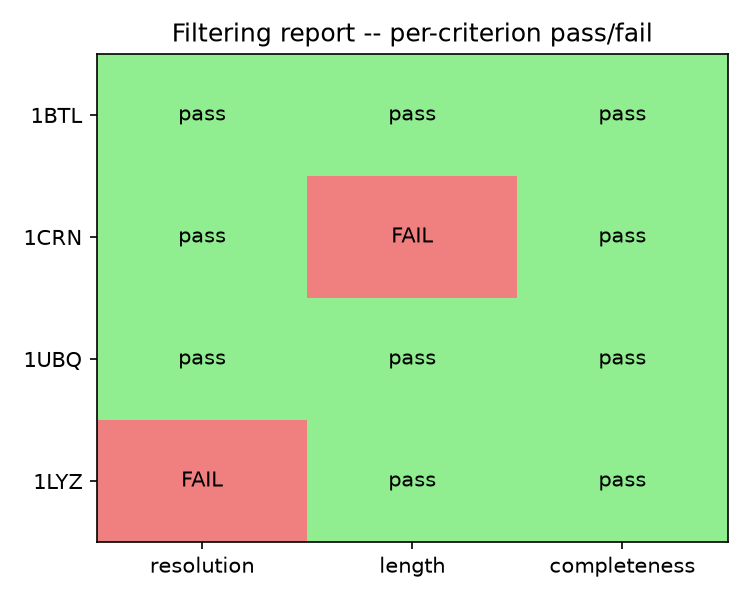 Filtering report -- per-criterion pass/fail
1BTL pass pass pass
1CRN pass FAIL pass
1UBQ pass pass pass
1LYZ FAIL pass pass
resolution length completeness